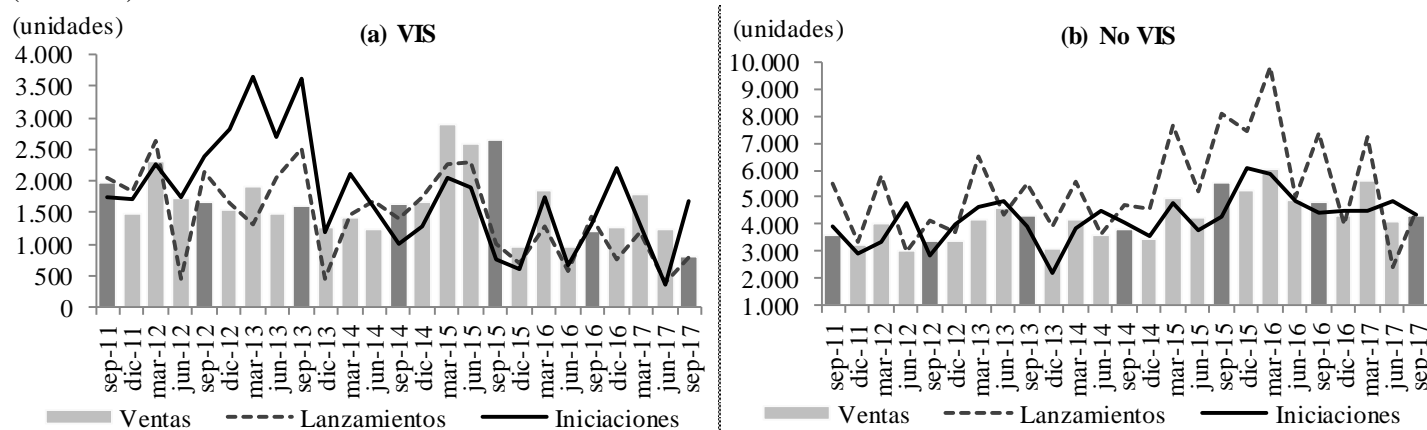 (unidades)
(a) VIS
4.000
3.500
3.000
2.500
2.000
1.500
1.000
500
0
sep-11
dic-11
mar-12
jun-12
sep-12
dic-12
mar-13
jun-13
sep-13
dic-13
mar-14
jun-14
sep-14
dic-14
mar-15
jun-15
sep-15
dic-15
mar-16
jun-16
sep-16
dic-16
mar-17
jun-17
sep-17
Ventas Lanzamientos Iniciaciones
(unidades)
(b) No VIS
10.000
9.000
8.000
7.000
6.000
5.000
4.000
3.000
2.000
1.000
sep-11
dic-11
mar-12
jun-12
sep-12
dic-12
mar-13
jun-13
sep-13
dic-13
mar-14
jun-14
sep-14
dic-14
mar-15
jun-15
sep-15
dic-15
mar-16
jun-16
sep-16
dic-16
mar-17
jun-17
sep-17
Ventas Lanzamientos Iniciaciones